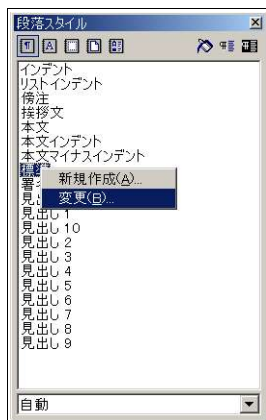 段落スタイル
インデント
リストインデント
傍注
挨拶文
本文
本文インデント
本文マイナスインデント
標準
新規作成(A)...
変更(B)...
見出し 1
見出し 10
見出し 2
見出し 3
見出し 4
見出し 5
見出し 6
見出し 7
見出し 8
見出し 9
自動